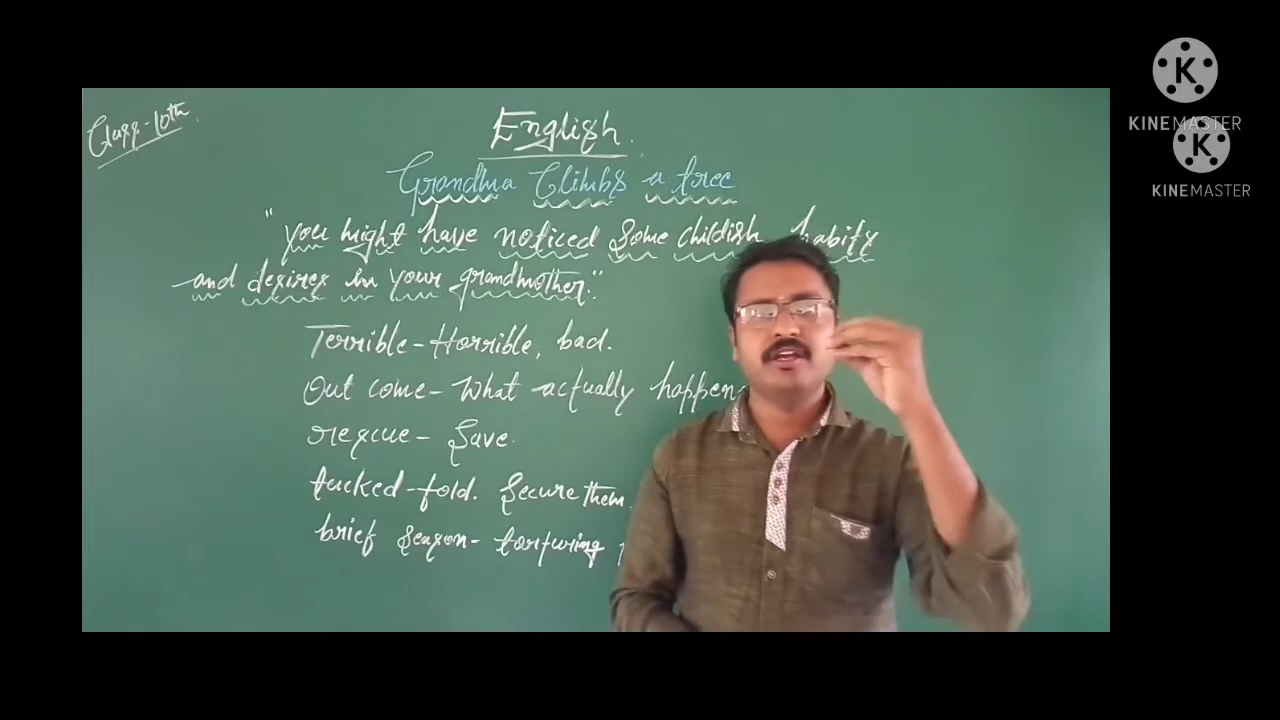 Class-10th.
English.
Grandma Climbs a tree
"you might have noticed some childish habits
and desires in your grandmother."
Terrible-Horrible, bad.
Out come-What actually happen
rescue-Save.
tucked-fold. Secure them.
brief season-torturing
KINEMASTER
KINEMASTER